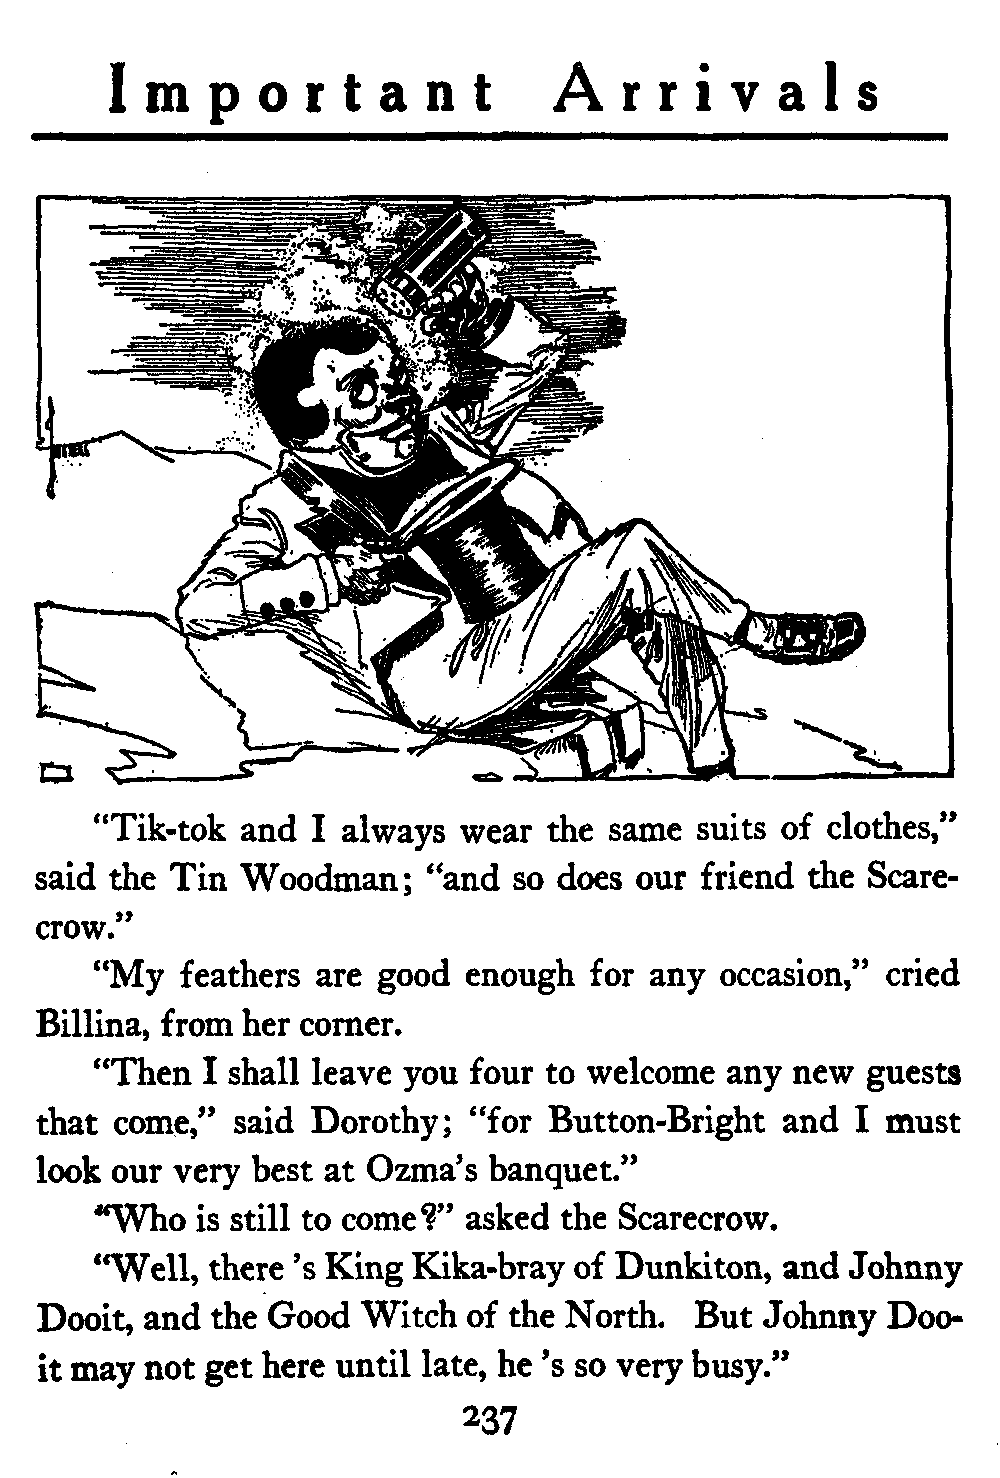 Important Arrivals
“Tik-tok and I always wear the same suits of clothes,”
said the Tin Woodman; “and so does our friend the Scare-
crow.”
“My feathers are good enough for any occasion,” cried
Billina, from her corner.
“Then I shall leave you four to welcome any new guests
that come,” said Dorothy; “for Button-Bright and I must
look our very best at Ozma’s banquet.”
“Who is still to come?” asked the Scarecrow.
“Well, there ’s King Kika-bray of Dunkiton, and Johnny
Dooit, and the Good Witch of the North. But Johnny Doo-
it may not get here until late, he ’s so very busy.”
237